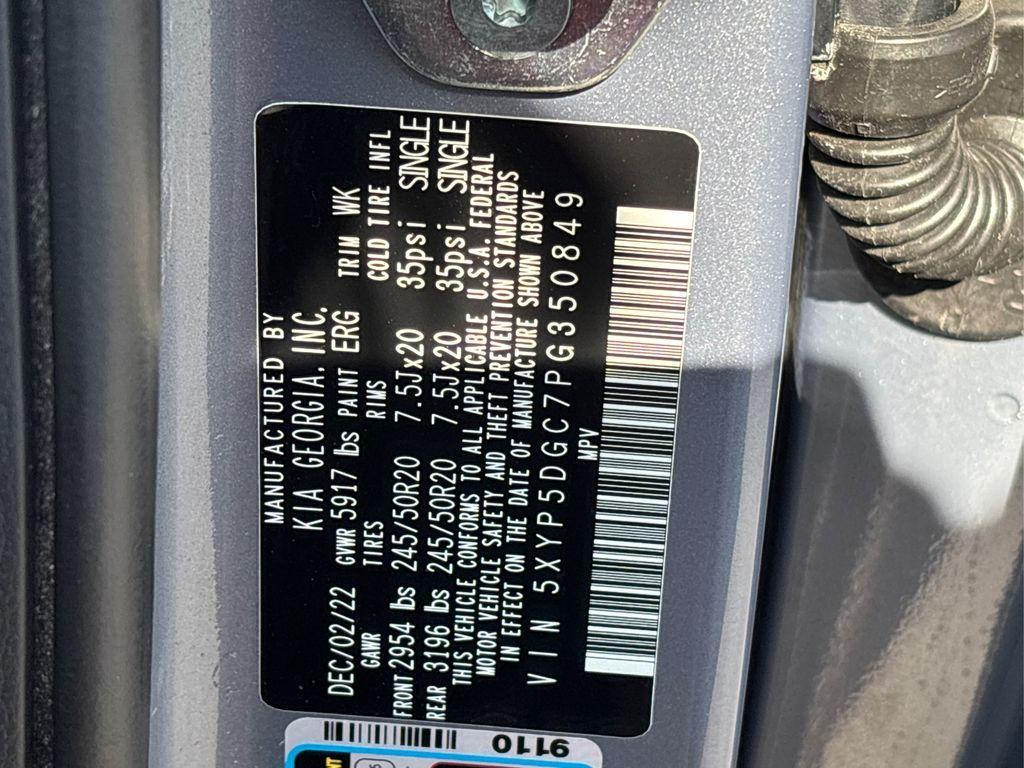 MANUFACTURED BY
KIA GEORGIA. INC.
DEC/02/22 GVWR 5917 lbs PAINT ERG TRIM WK
GAWR TIRES RIMS COLD TIRE INFL
FRONT 2954 lbs 245/50R20 7.5Jx20 35psi SINGLE
REAR 3196 lbs 245/50R20 7.5Jx20 35psi SINGLE
THIS VEHICLE CONFORMS TO ALL APPLICABLE U.S.A. FEDERAL
MOTOR VEHICLE SAFETY AND THEFT PREVENTION STANDARDS
IN EFFECT ON THE DATE OF MANUFACTURE SHOWN ABOVE
VIN 5XYP5DGC7PG350849
MPV
9110